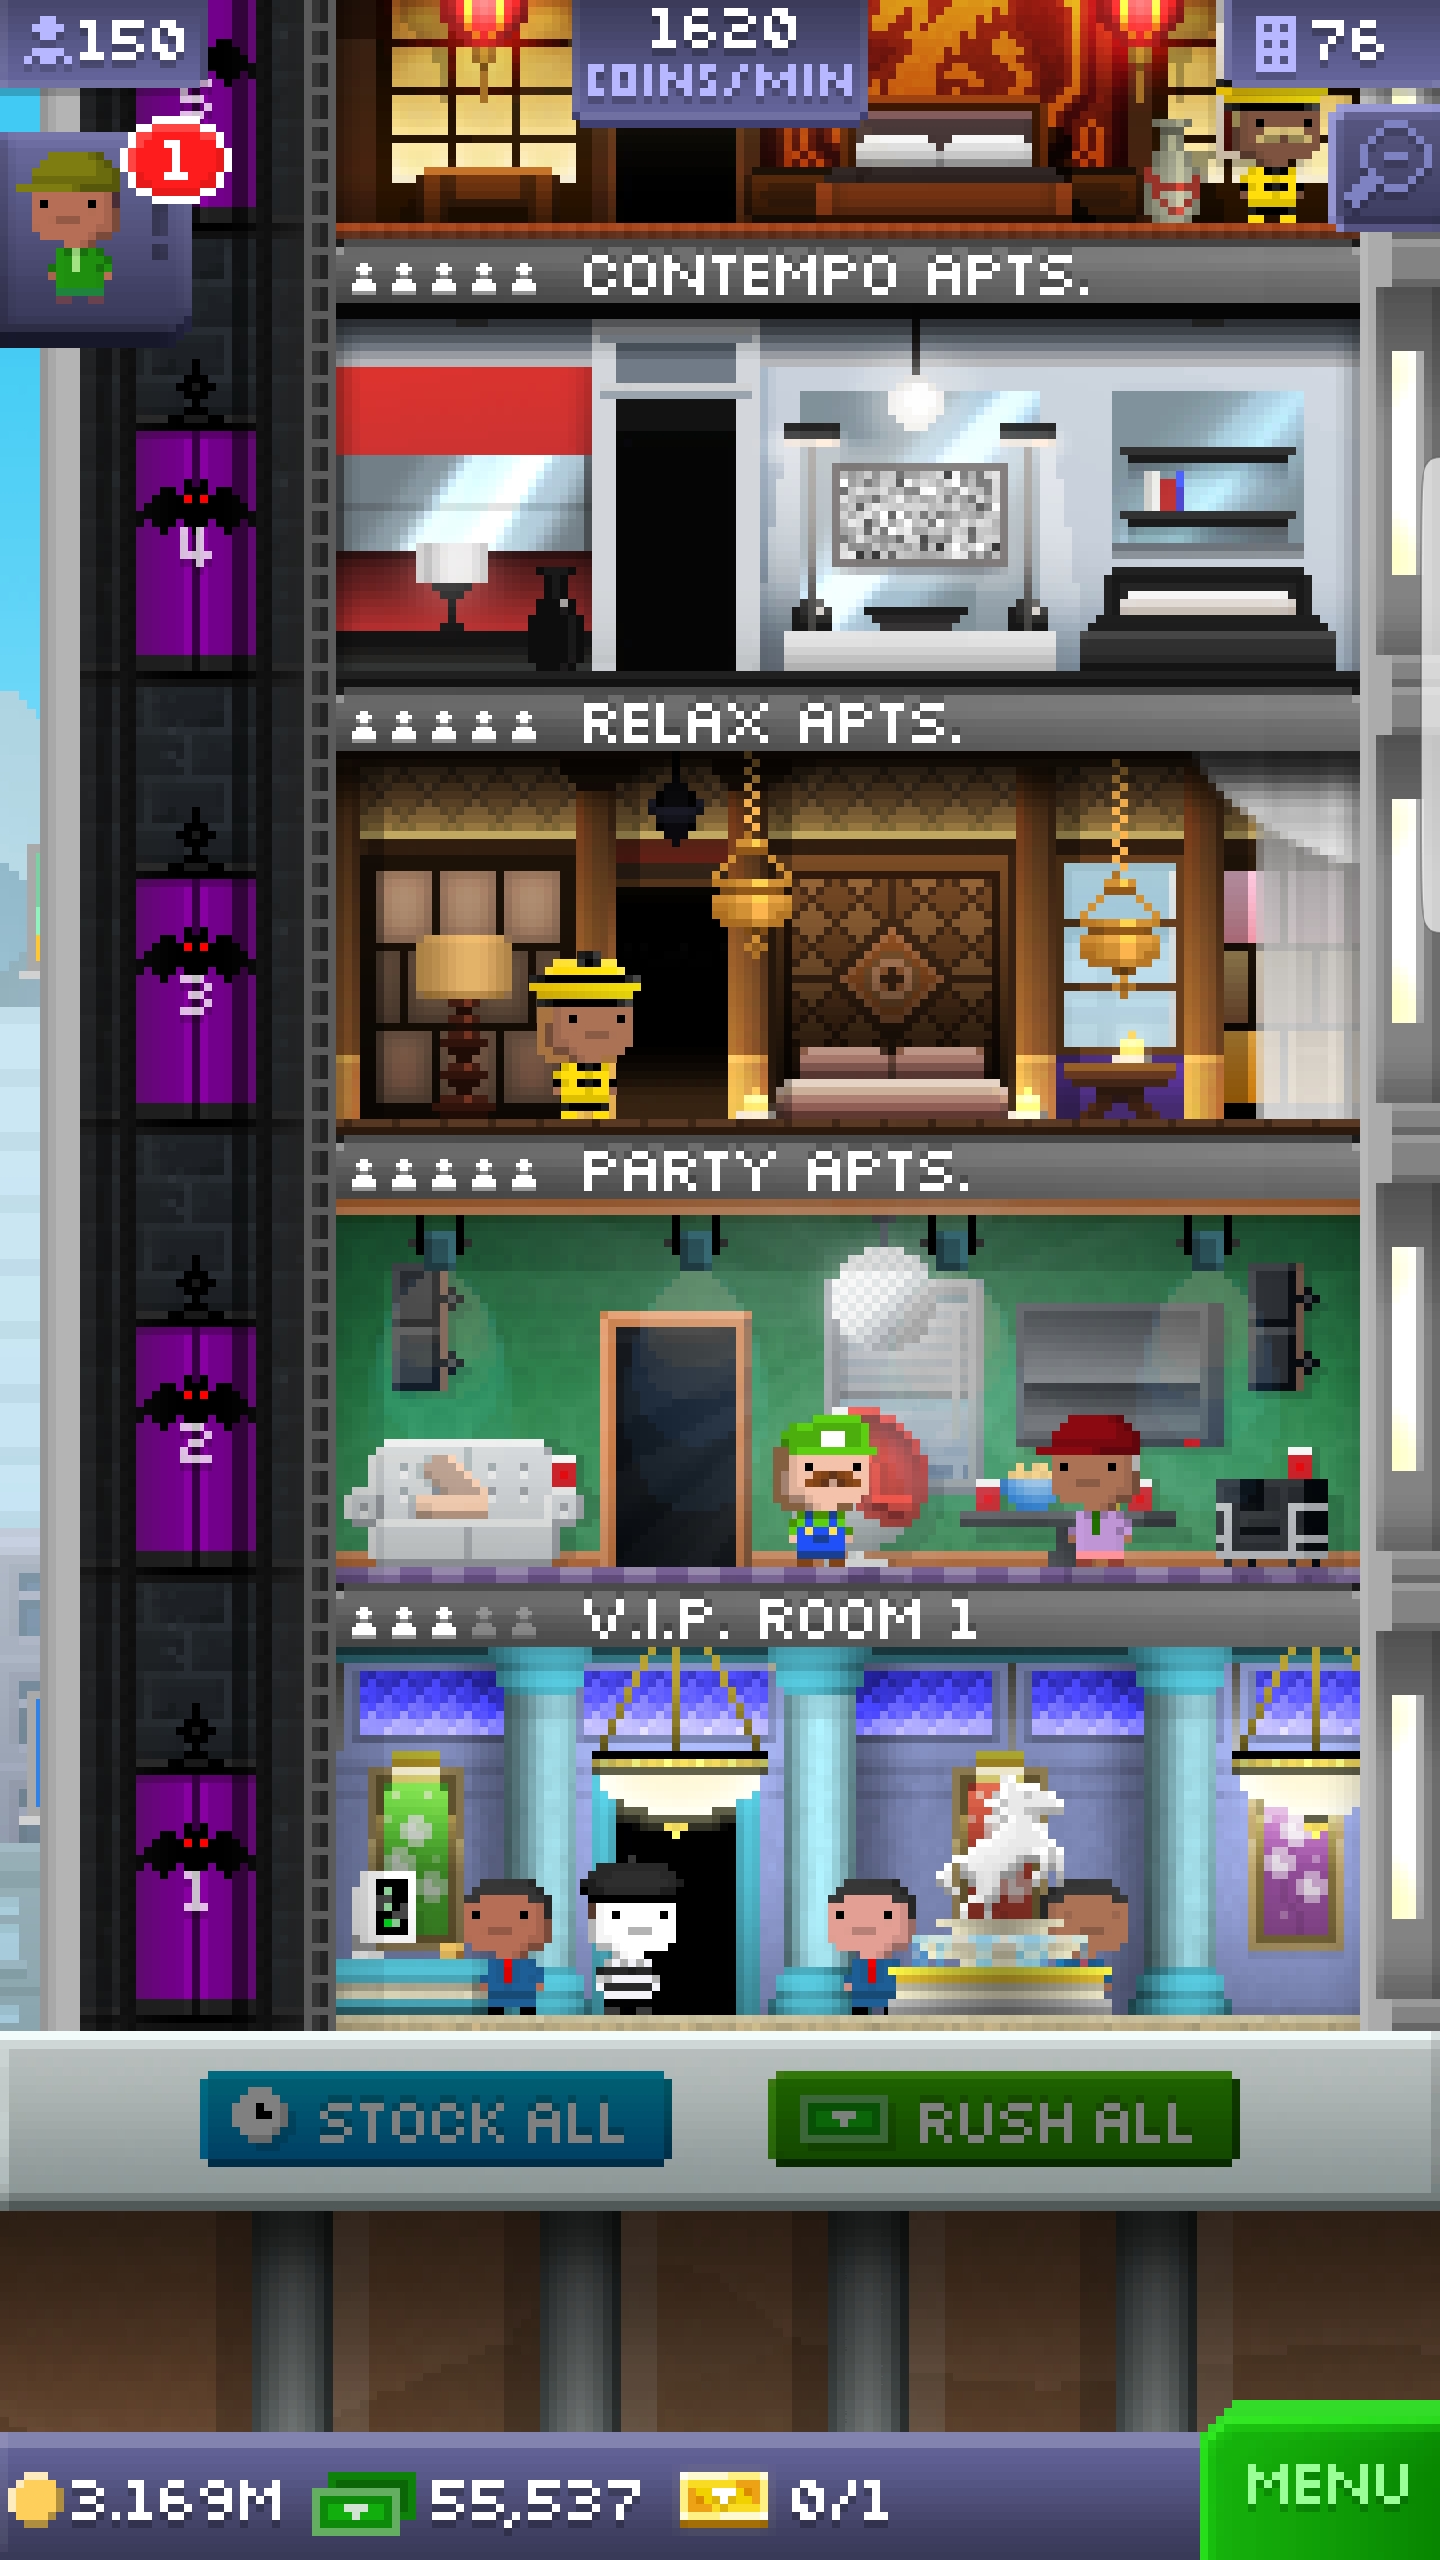 150
1620
COINS/MIN
76
1
5
CONTEMPO APTS.
4
RELAX APTS.
3
PARTY APTS.
2
V.I.P. ROOM 1
1
STOCK ALL
RUSH ALL
3.169M
55,537
0/1
MENU